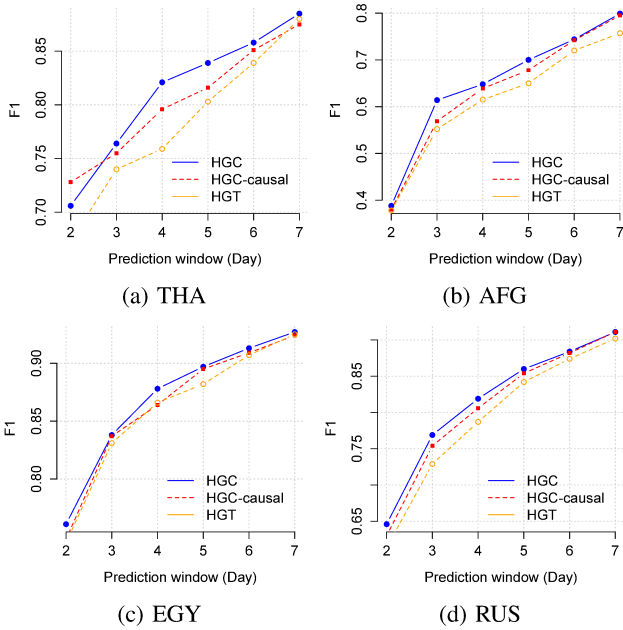 0.85
0.80
0.75
0.70
F1
HGC
HGC-causal
HGT
2 3 4 5 6 7
Prediction window (Day)
(a) THA
0.8
0.7
0.6
0.5
0.4
F1
HGC
HGC-causal
HGT
2 3 4 5 6 7
Prediction window (Day)
(b) AFG
0.90
0.85
0.80
F1
HGC
HGC-causal
HGT
2 3 4 5 6 7
Prediction window (Day)
(c) EGY
0.85
0.75
0.65
F1
HGC
HGC-causal
HGT
2 3 4 5 6 7
Prediction window (Day)
(d) RUS